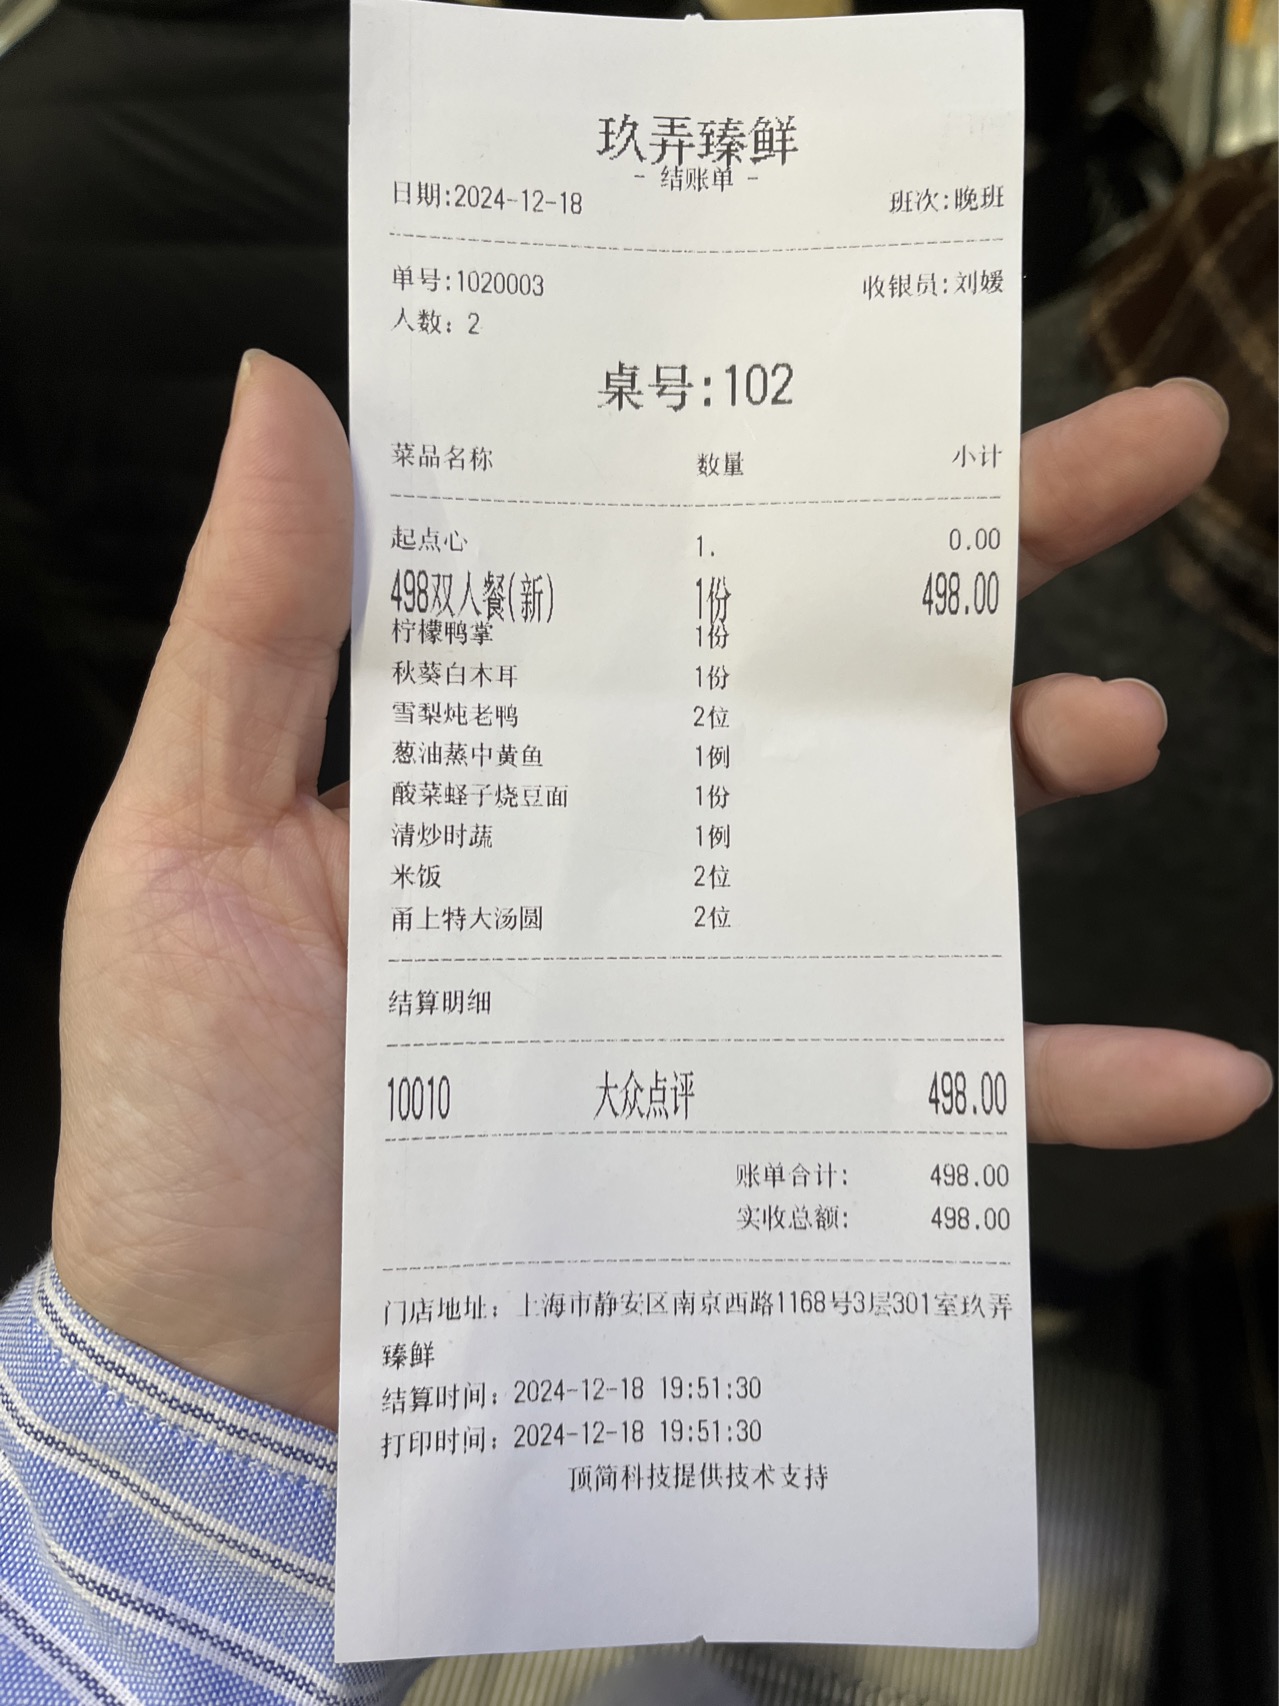 玖弄臻鲜
- 结账单 -
日期:2024-12-18 班次:晚班
单号:1020003 收银员:刘媛
人数：2
桌号:102
菜品名称 数量 小计
起点心 1. 0.00
498双人餐(新) 1份 498.00
柠檬鸭掌 1份
秋葵白木耳 1份
雪梨炖老鸭 2位
葱油蒸中黄鱼 1例
酸菜蛏子烧豆面 1份
清炒时蔬 1例
米饭 2位
甬上特大汤圆 2位
结算明细
10010 大众点评 498.00
账单合计: 498.00
实收总额: 498.00
门店地址：上海市静安区南京西路1168号3层301室玖弄
臻鲜
结算时间：2024-12-18 19:51:30
打印时间：2024-12-18 19:51:30
顶简科技提供技术支持